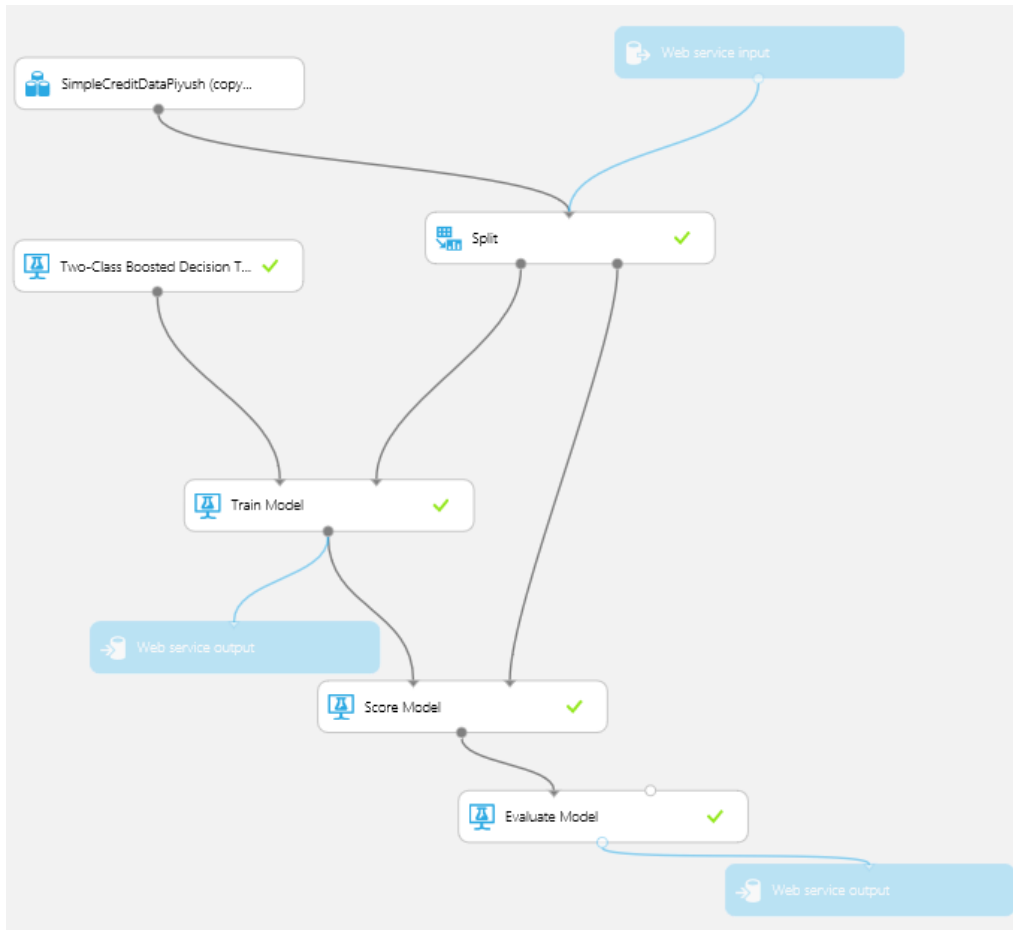 Web service input
SimpleCreditDataPiyush (copy...
Split
Two-Class Boosted Decision T...
Train Model
Web service output
Score Model
Evaluate Model
Web service output